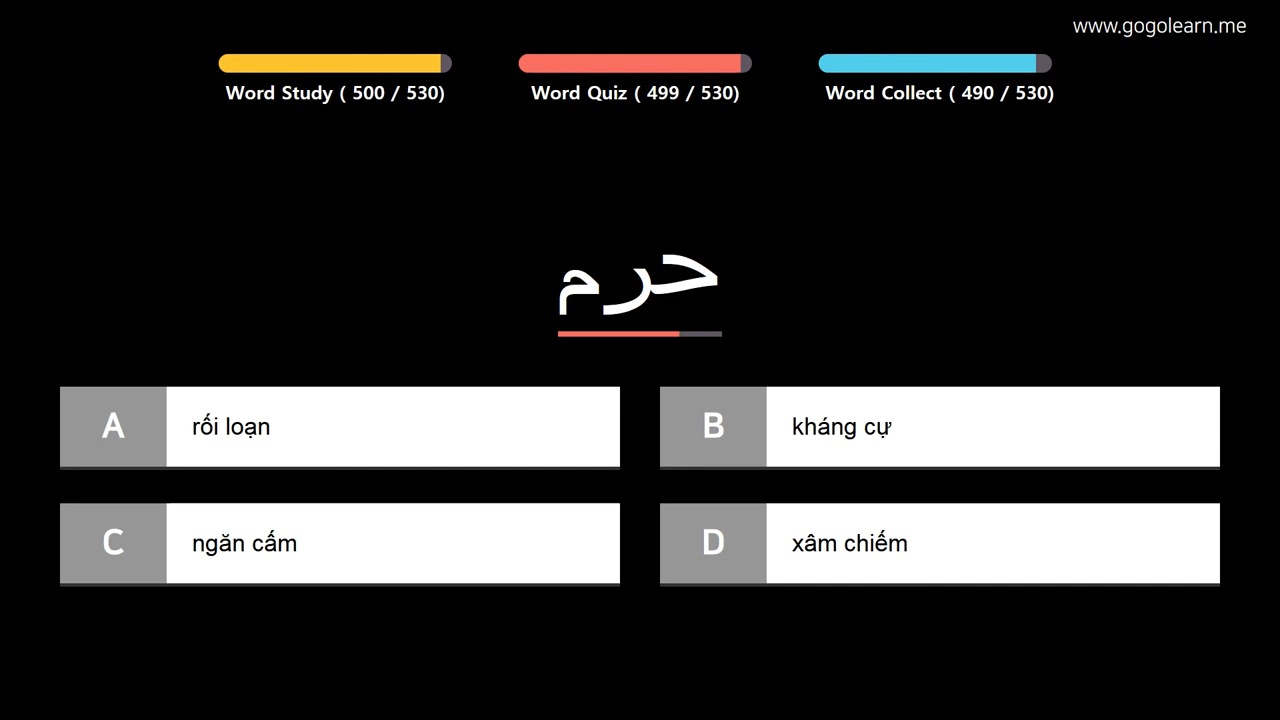 www.gogolearn.me
Word Study ( 500 / 530)
Word Quiz ( 499 / 530)
Word Collect ( 490 / 530)
حرم
A rối loạn
B kháng cự
C ngăn cấm
D xâm chiếm